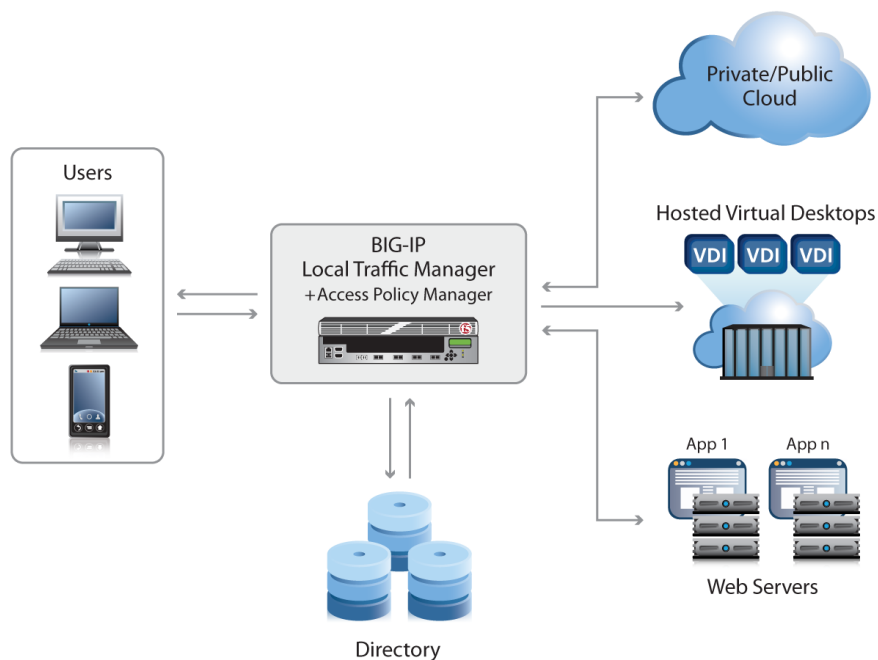 Private/Public
Cloud
Users
Hosted Virtual Desktops
VDI VDI VDI
BIG-IP
Local Traffic Manager
+Access Policy Manager
f5
App 1
App n
Web Servers
Directory